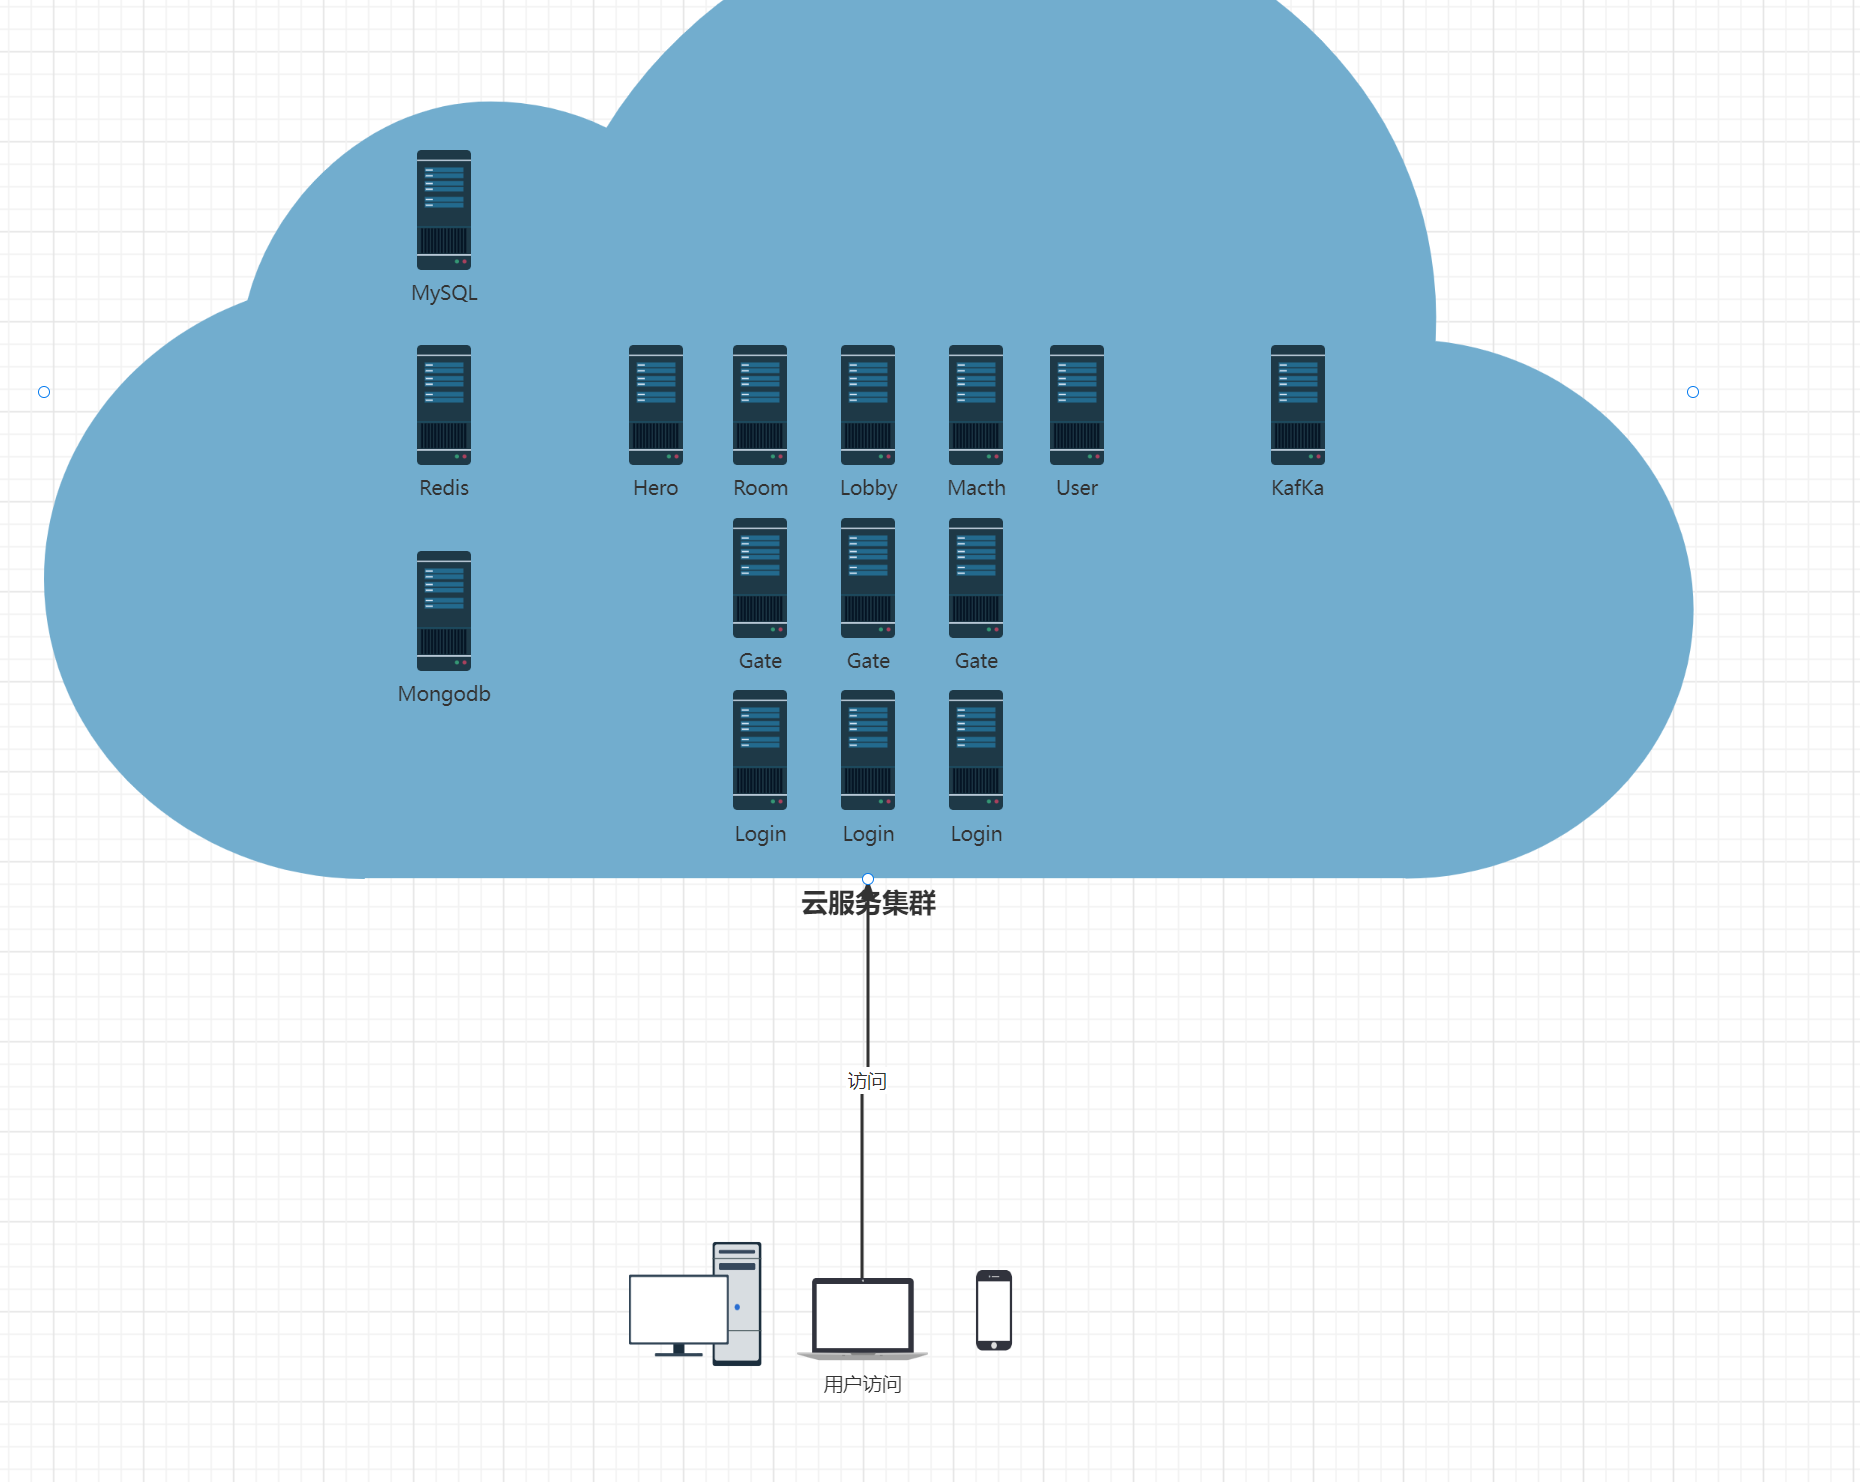 MySQL
Redis
Hero
Room
Lobby
Macth
User
KafKa
Gate
Gate
Gate
Mongodb
Login
Login
Login
云服务集群
访问
用户访问